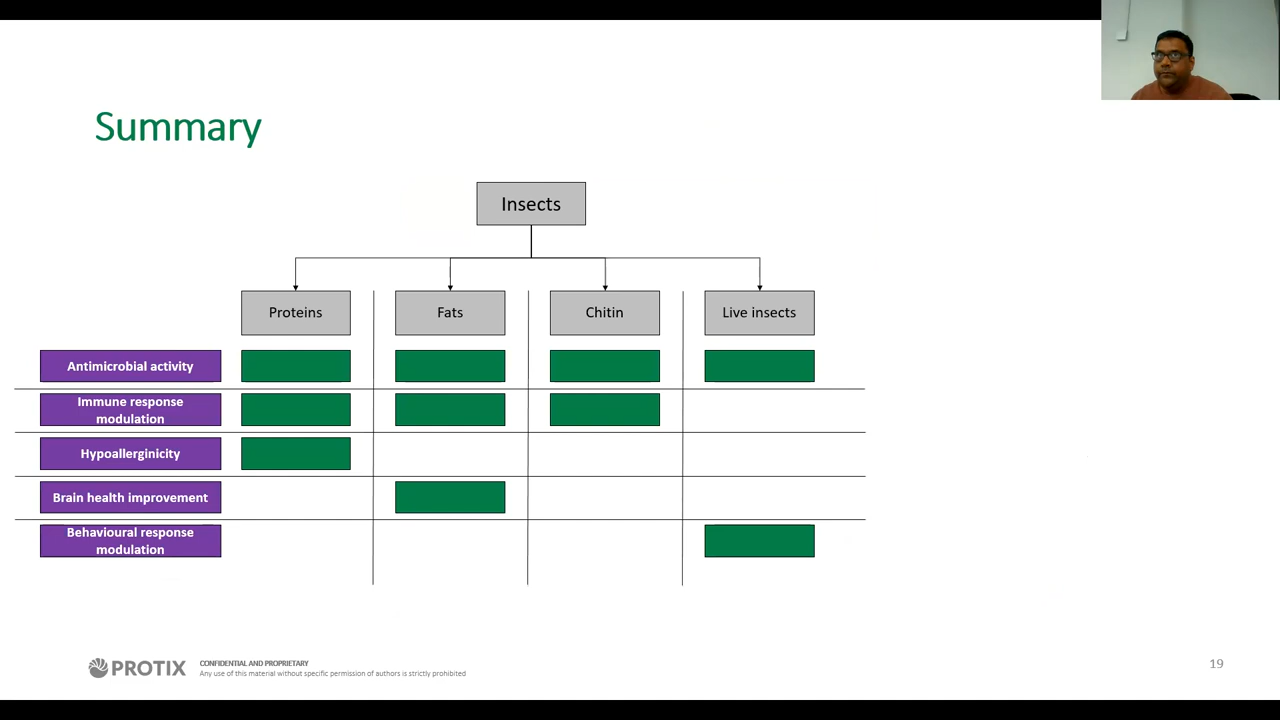 Summary
Insects
Proteins
Fats
Chitin
Live insects
Antimicrobial activity
Immune response
modulation
Hypoallerginicity
Brain health improvement
Behavioural response
modulation
PROTIX
CONFIDENTIAL AND PROPRIETARY
Any use of this material without specific permission of authors is strictly prohibited
19